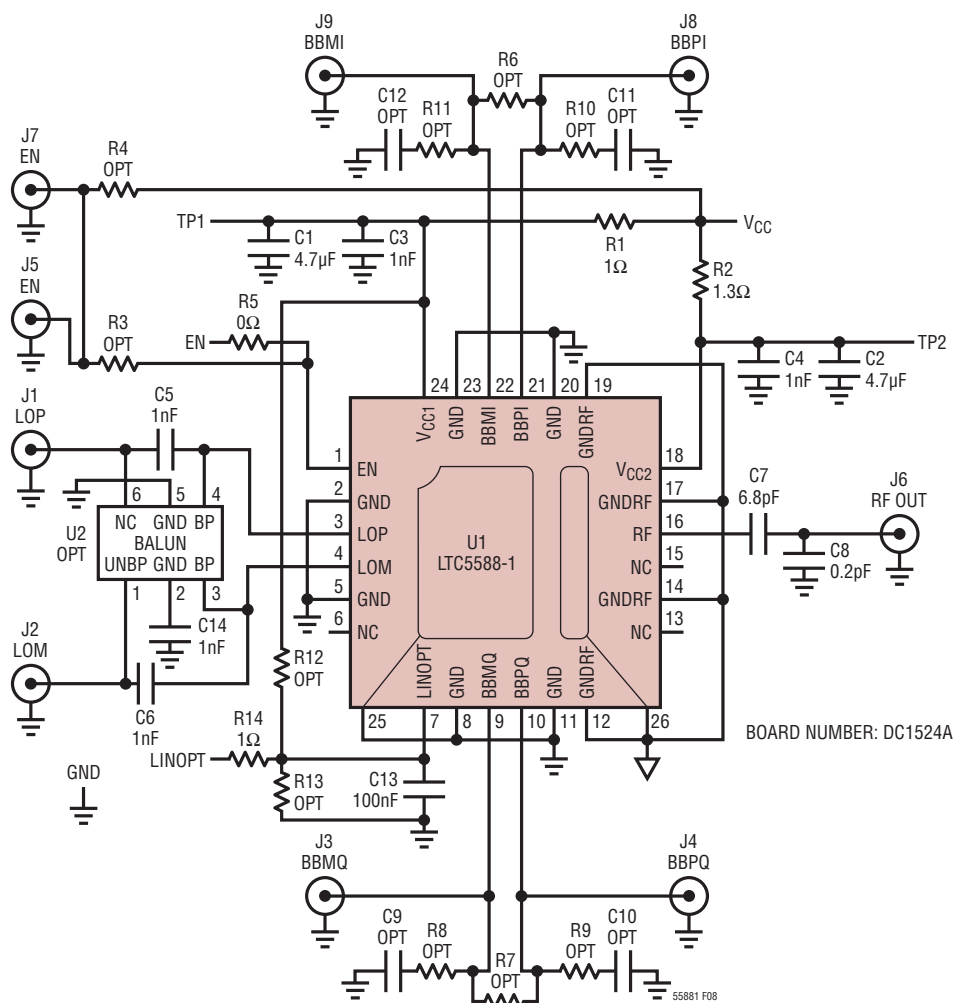 J9
BBMI
J8
BBPI
R6
OPT
C12
OPT
R11
OPT
R10
OPT
C11
OPT
J7
EN
R4
OPT
TP1
C1
4.7µF
C3
1nF
R1
1Ω
VCC
J5
EN
R2
1.3Ω
R5
0Ω
EN
R3
OPT
TP2
C4
1nF
C2
4.7µF
J1
LOP
C5
1nF
24 23 22 21 20 19
VCC1
GND
BBMI
BBPI
GND
GNDRF
1 EN
2 GND
3 LOP
4 LOM
5 GND
6 NC
VCC2 18
GNDRF 17
RF 16
NC 15
GNDRF 14
NC 13
U1
LTC5588-1
C7
6.8pF
J6
RF OUT
C8
0.2pF
6 5 4
NC GND BP
BALUN
UNBP GND BP
1 2 3
U2
OPT
C14
1nF
J2
LOM
C6
1nF
R12
OPT
LINOPT
GND
BBMQ
BBPQ
GND
GNDRF
25 7 8 9 10 11 12 26
BOARD NUMBER: DC1524A
R14
1Ω
LINOPT
GND
R13
OPT
C13
100nF
J3
BBMQ
J4
BBPQ
C9
OPT
R8
OPT
R7
OPT
R9
OPT
C10
OPT
55881 F08